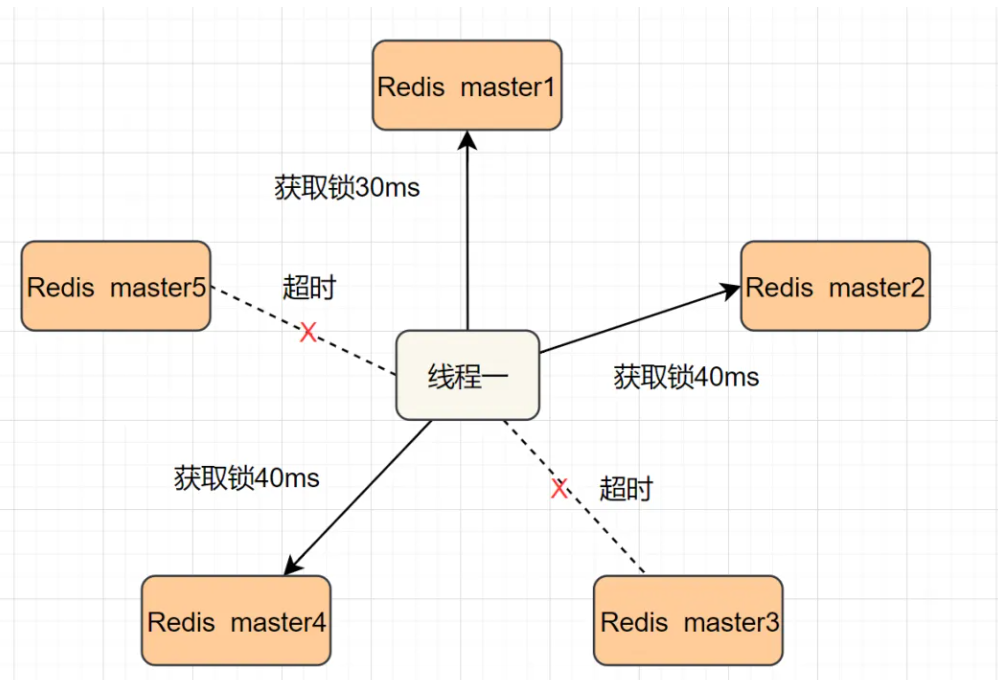 Redis master1
获取锁30ms
Redis master5
超时
Redis master2
线程一
获取锁40ms
获取锁40ms
X
X
超时
Redis master4
Redis master3